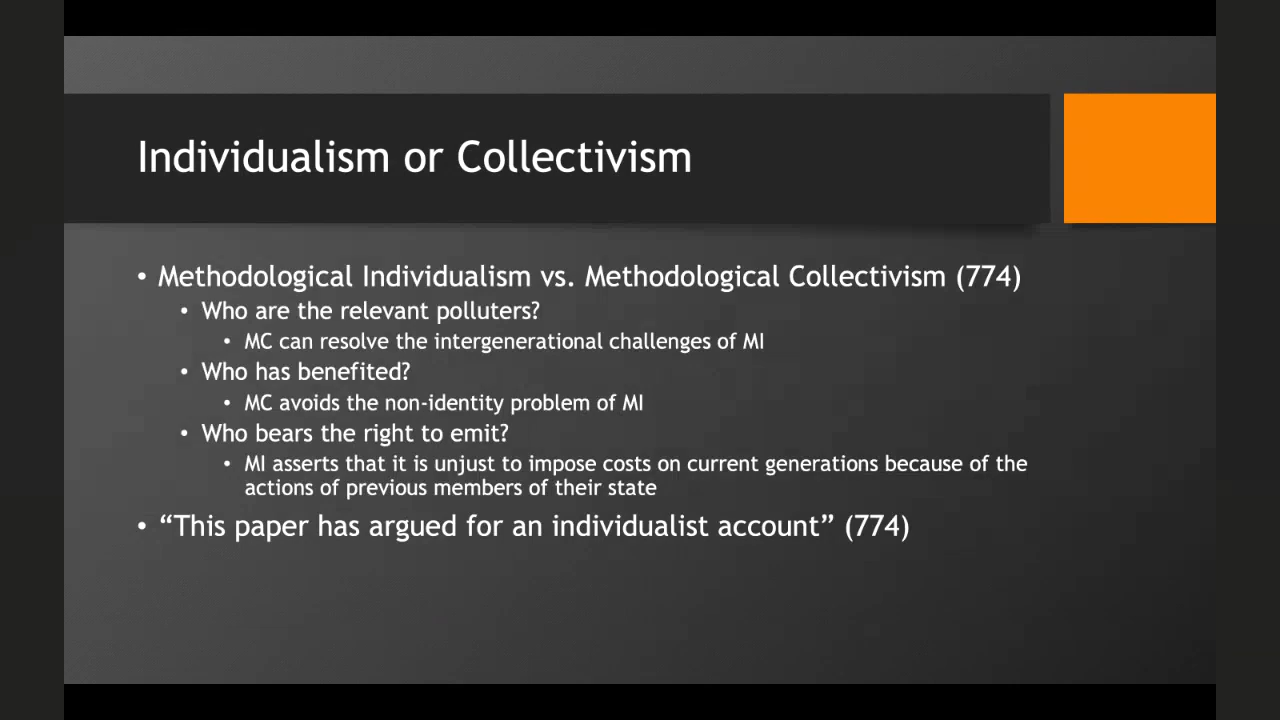 Individualism or Collectivism
• Methodological Individualism vs. Methodological Collectivism (774)
• Who are the relevant polluters?
• MC can resolve the intergenerational challenges of MI
• Who has benefited?
• MC avoids the non-identity problem of MI
• Who bears the right to emit?
• MI asserts that it is unjust to impose costs on current generations because of the
actions of previous members of their state
• “This paper has argued for an individualist account” (774)